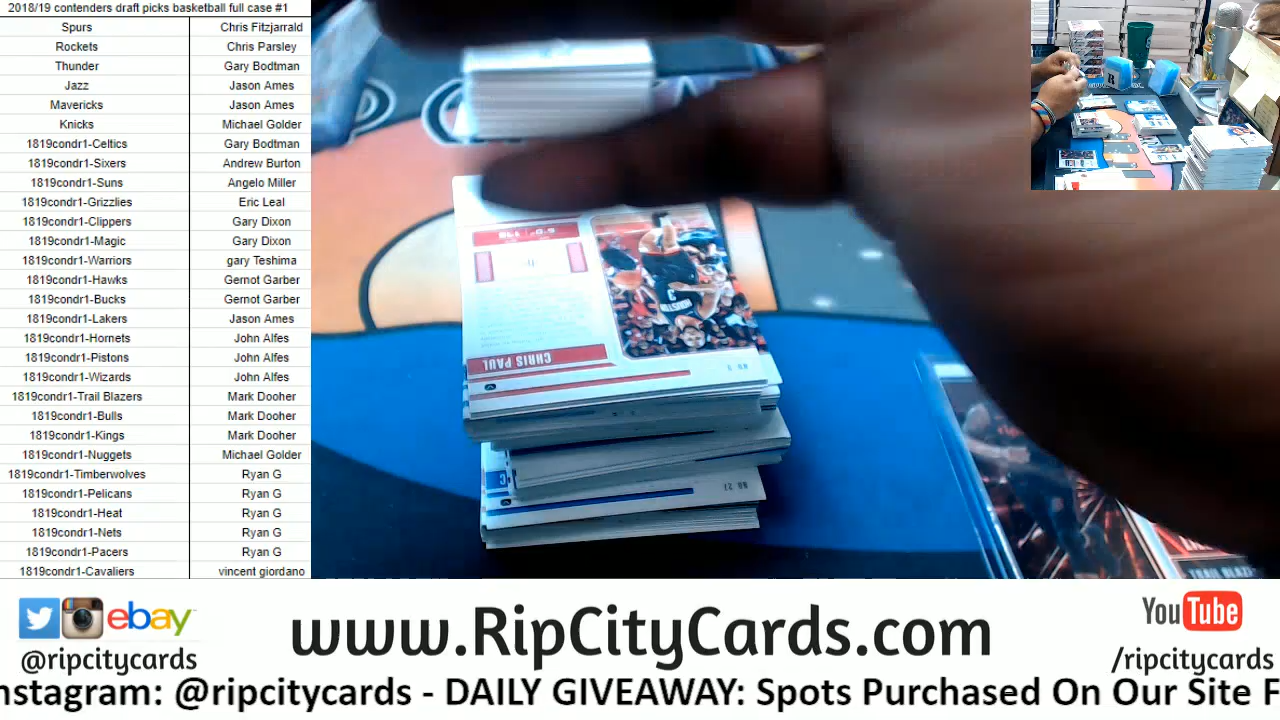 2018/19 contenders draft picks basketball full case #1
Spurs Chris Fitzjarrald
Rockets Chris Parsley
Thunder Gary Bodtman
Jazz Jason Ames
Mavericks Jason Ames
Knicks Michael Golder
1819condr1-Celtics Gary Bodtman
1819condr1-Sixers Andrew Burton
1819condr1-Suns Angelo Miller
1819condr1-Grizzlies Eric Leal
1819condr1-Clippers Gary Dixon
1819condr1-Magic Gary Dixon
1819condr1-Warriors gary Teshima
1819condr1-Hawks Gernot Garber
1819condr1-Bucks Gernot Garber
1819condr1-Lakers Jason Ames
1819condr1-Hornets John Alfes
1819condr1-Pistons John Alfes
1819condr1-Wizards John Alfes
1819condr1-Trail Blazers Mark Dooher
1819condr1-Bulls Mark Dooher
1819condr1-Kings Mark Dooher
1819condr1-Nuggets Michael Golder
1819condr1-Timberwolves Ryan G
1819condr1-Pelicans Ryan G
1819condr1-Heat Ryan G
1819condr1-Nets Ryan G
1819condr1-Pacers Ryan G
1819condr1-Cavaliers vincent giordano
CHRIS PAUL
NO 3
NO 27
ebay
@ripcitycards
www.RipCityCards.com
YouTube
/ripcitycards
nstagram: @ripcitycards - DAILY GIVEAWAY: Spots Purchased On Our Site F